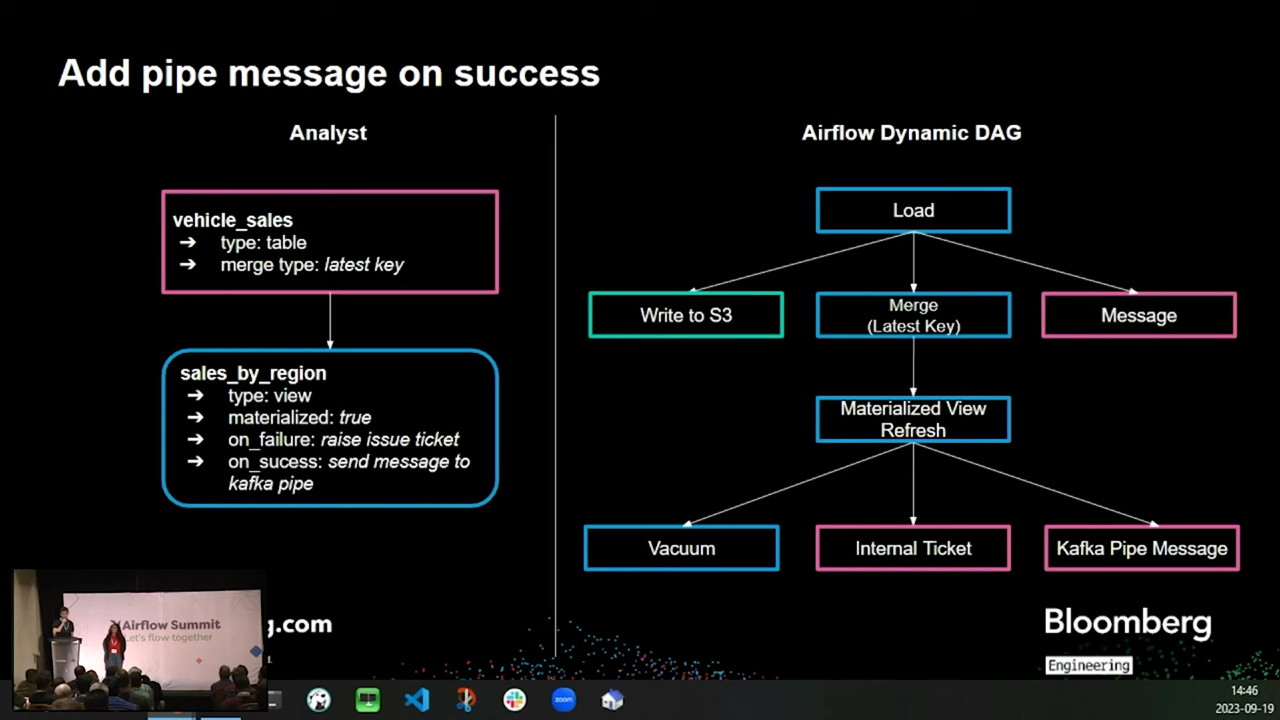 Add pipe message on success
Analyst
Airflow Dynamic DAG
vehicle_sales
➔ type: table
➔ merge type: latest key
sales_by_region
➔ type: view
➔ materialized: true
➔ on_failure: raise issue ticket
➔ on_sucess: send message to
kafka pipe
Load
Write to S3
Merge
(Latest Key)
Message
Materialized View
Refresh
Vacuum
Internal Ticket
Kafka Pipe Message
Airflow Summit
Let's flow together
g.com
Bloomberg
Engineering
zoom
14:46
2023-09-19